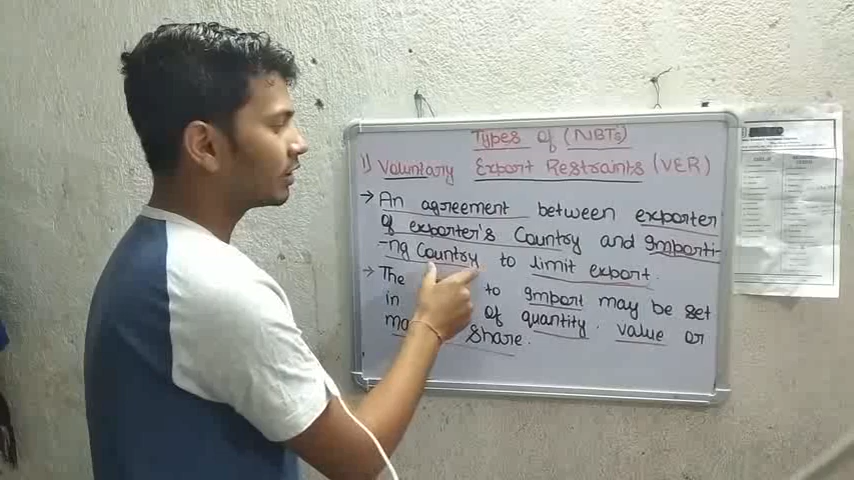 Types of (NBTs)
1) Voluntary Export Restraints (VER)
→ An agreement between exporter
of exporter's Country and Importi-
-ng Country to limit export.
→ The to Import may be set
in of quantity. value or
share.